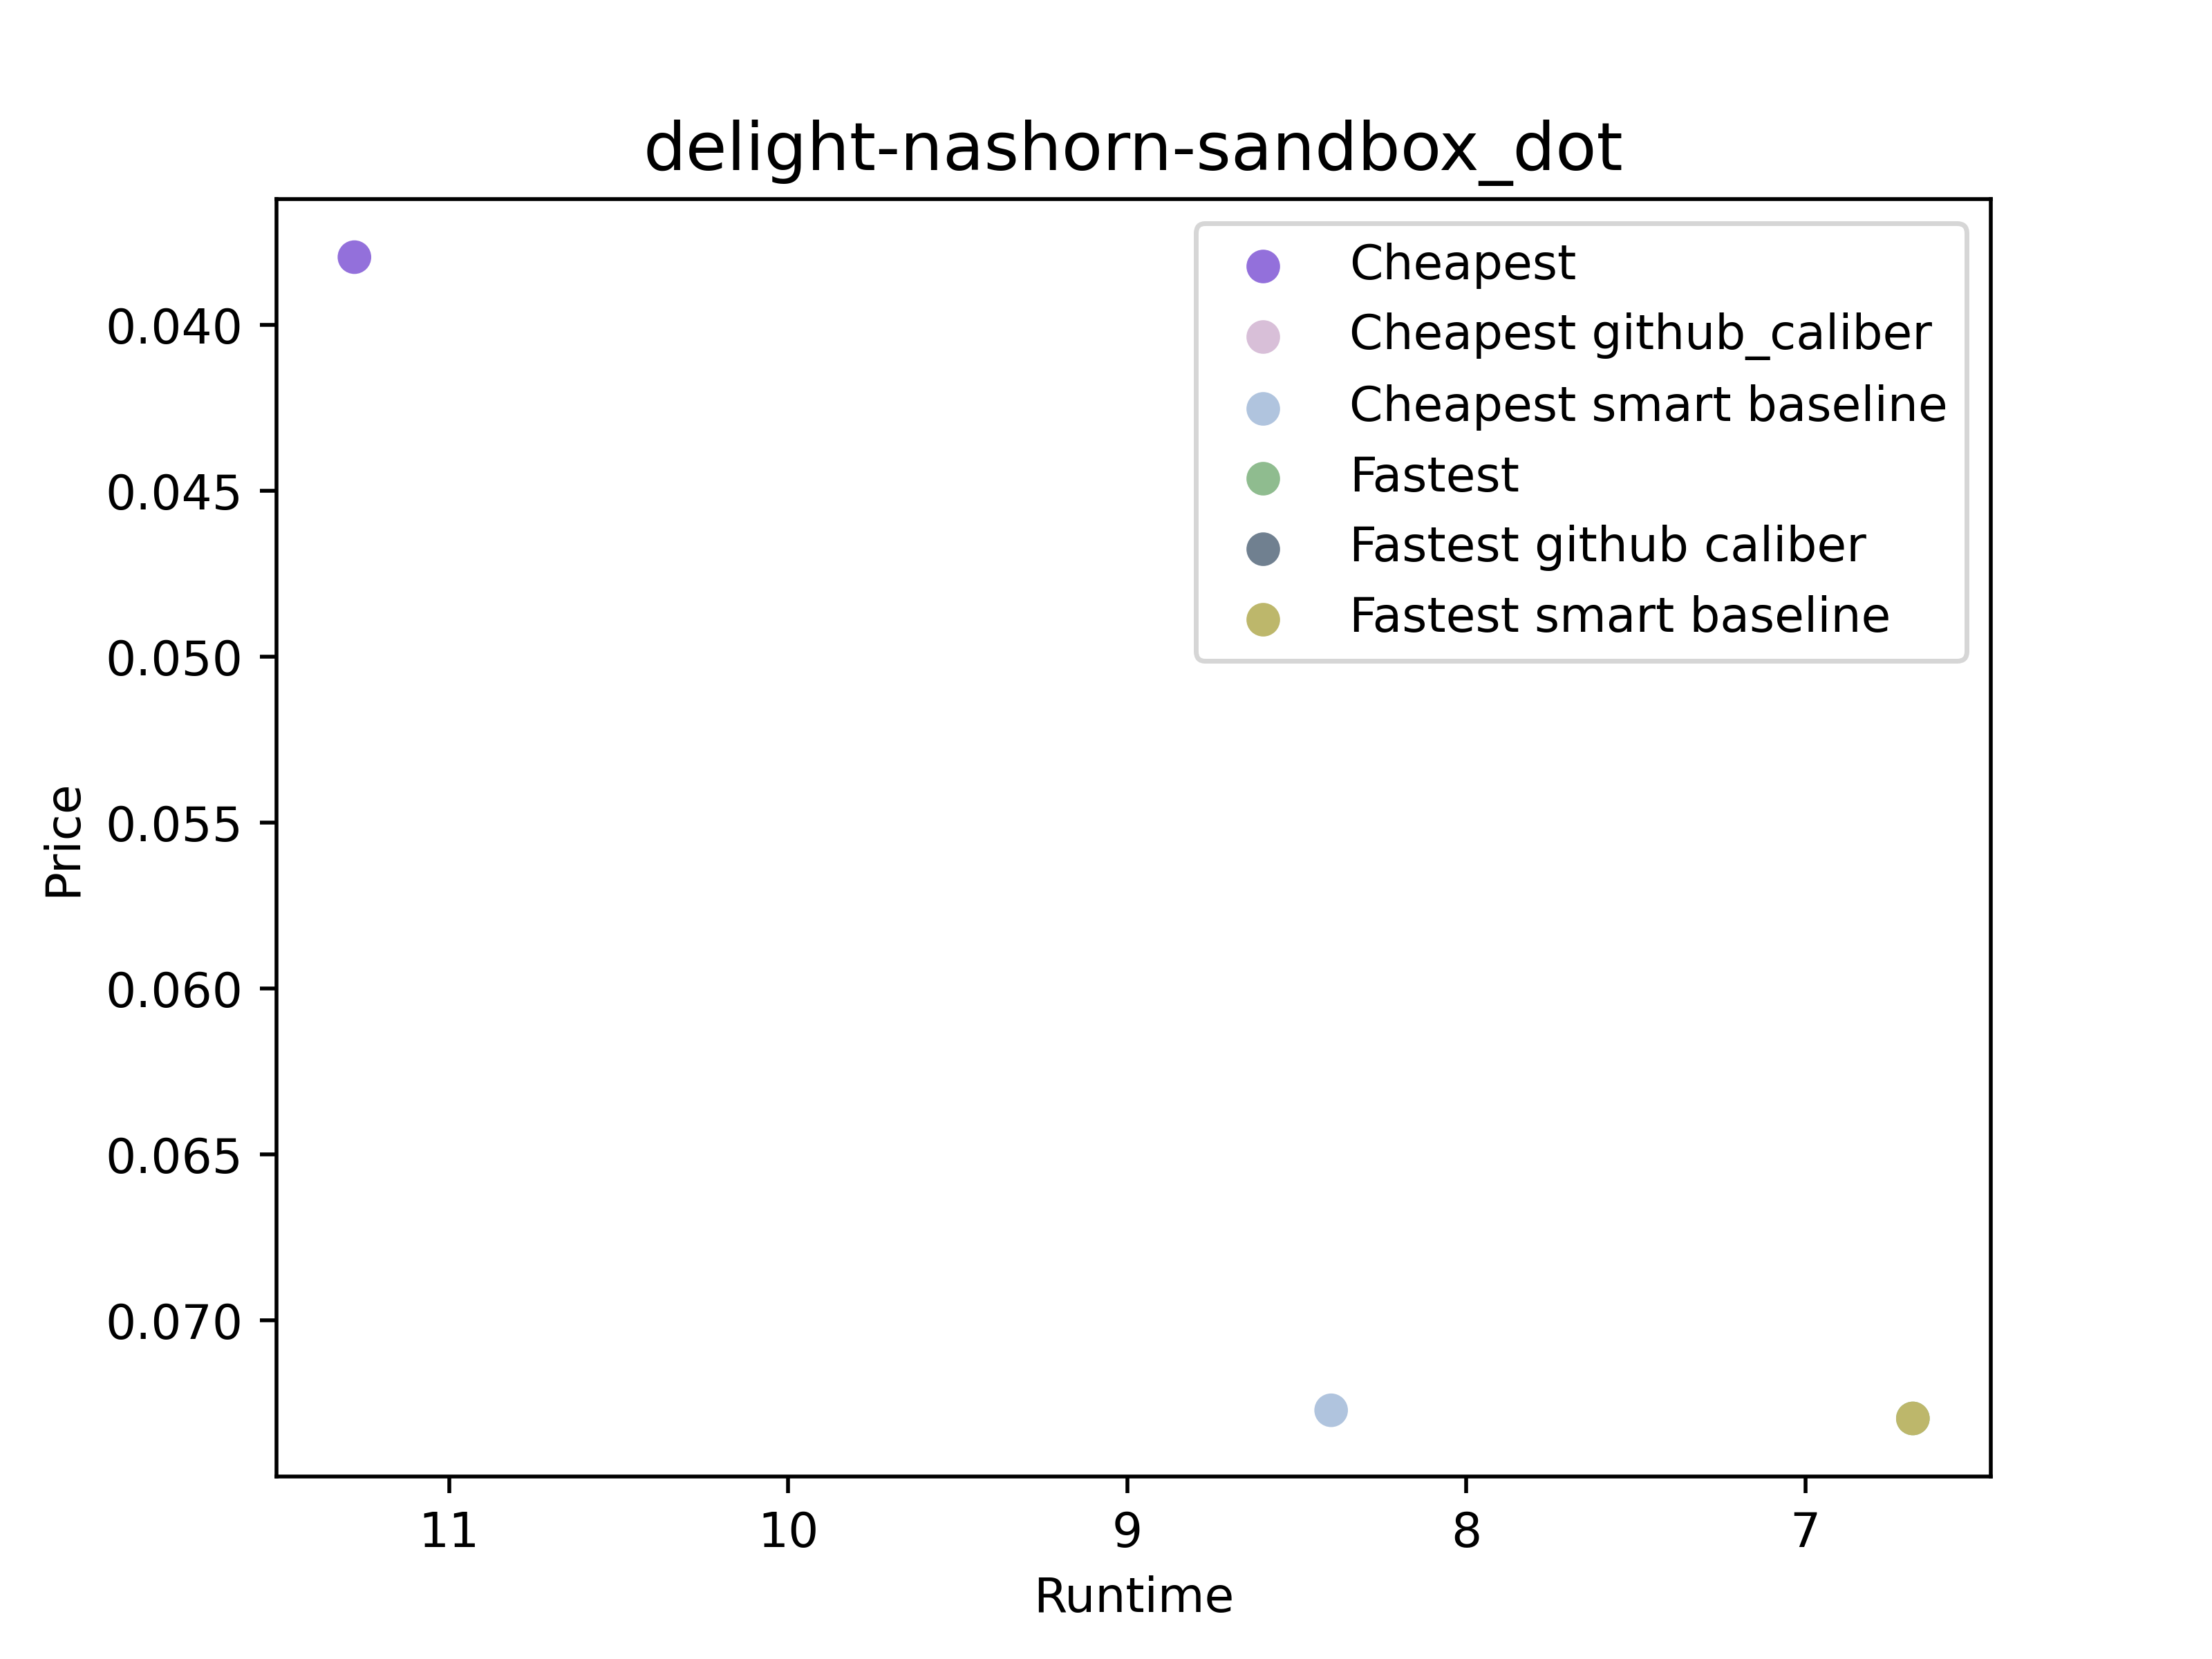 delight-nashorn-sandbox_dot
Cheapest
Cheapest github_caliber
Cheapest smart baseline
Fastest
Fastest github caliber
Fastest smart baseline
Price
0.040
0.045
0.050
0.055
0.060
0.065
0.070
11 10 9 8 7
Runtime